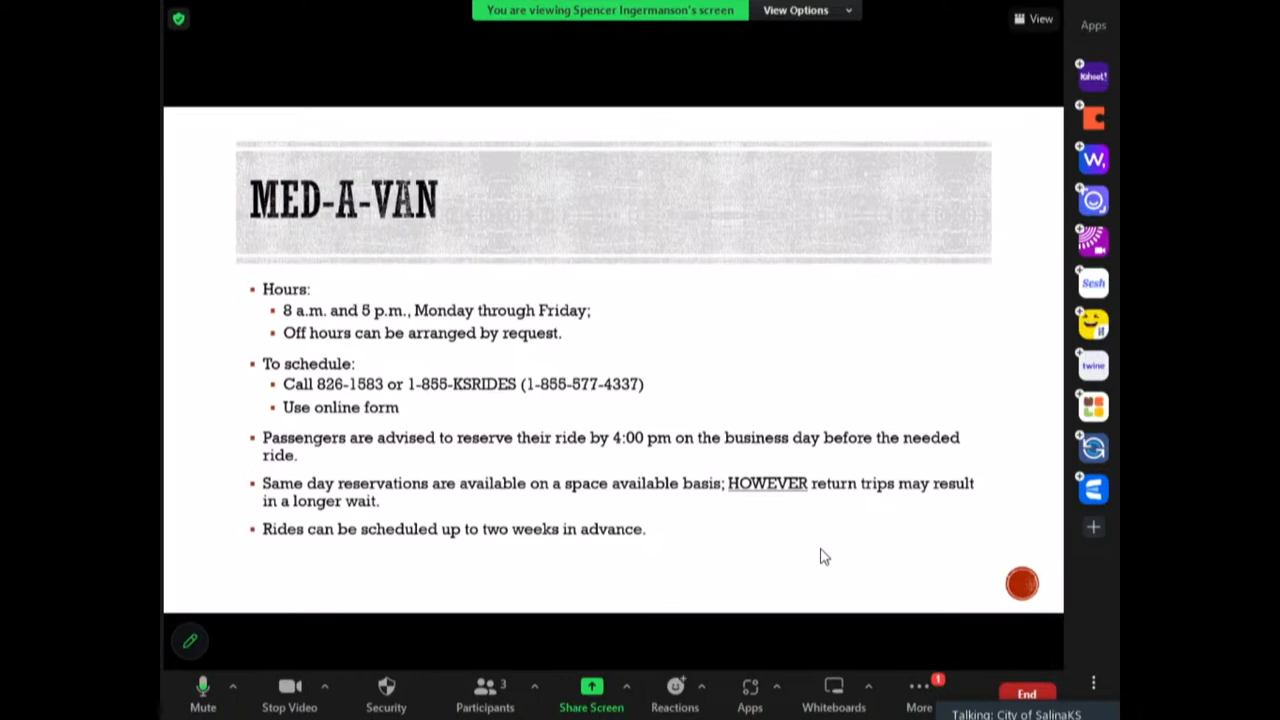 You are viewing Spencer Ingermanson's screen
View Options
View
Apps
Kahoot!
W,
Sesh
twine
MED-A-VAN
Hours:
8 a.m. and 5 p.m., Monday through Friday;
Off hours can be arranged by request.
To schedule:
Call 826-1583 or 1-855-KSRIDES (1-855-577-4337)
Use online form
Passengers are advised to reserve their ride by 4:00 pm on the business day before the needed
ride.
Same day reservations are available on a space available basis; HOWEVER return trips may result
in a longer wait.
Rides can be scheduled up to two weeks in advance.
3
1
Mute
Stop Video
Security
Participants
Share Screen
Reactions
Apps
Whiteboards
More
End
Talking: City of SalinaKS